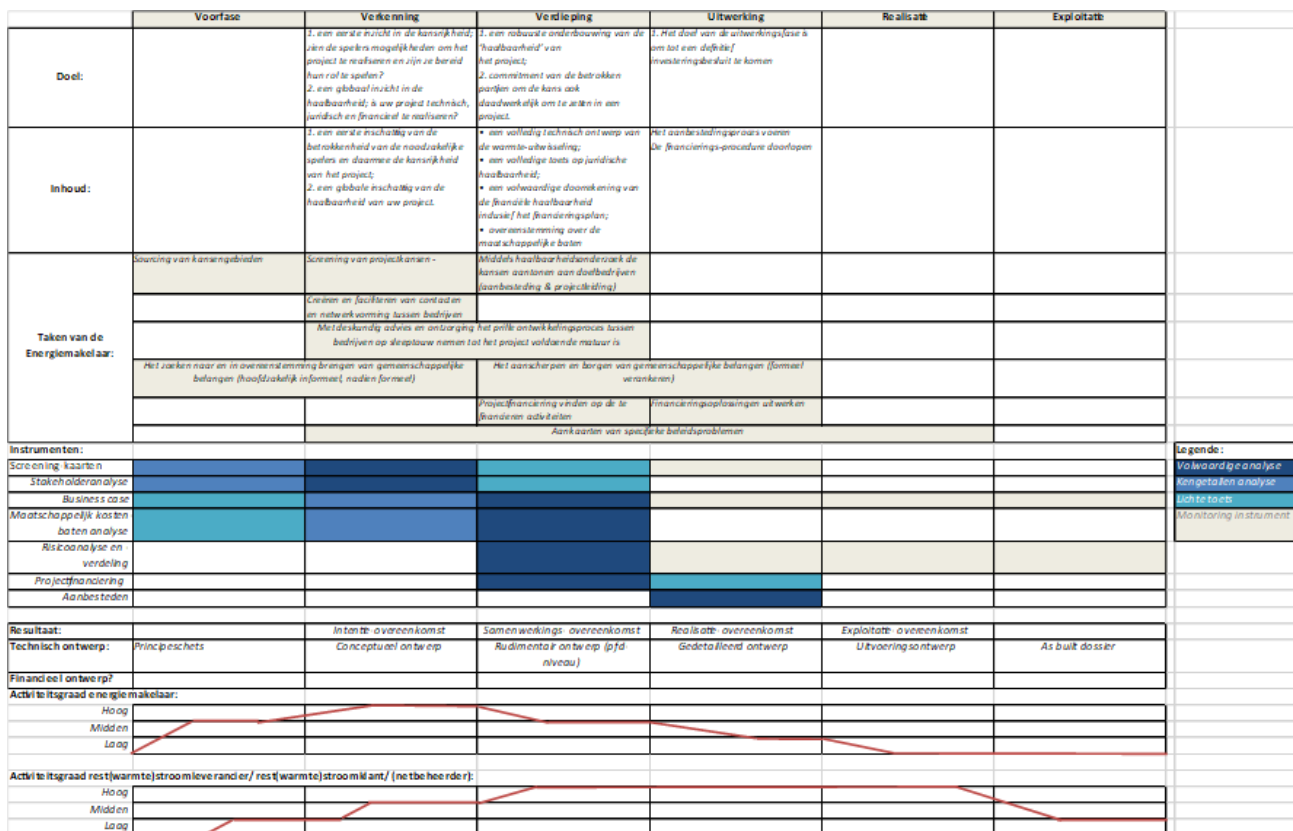 Voorfase Verkenning Verdieping Uitwerking Realisatie Exploitatie
Doel:
1. een eerste inzicht in de kansrijkheid;
zien de spelers mogelijkheden om het
project te realiseren en zijn ze bereid
hun rol te spelen?
2. een globaal inzicht in de
haalbaarheid; is uw project technisch,
juridisch en financieel te realiseren?
1. een robuuste onderbouwing van de
'haalbaarheid' van
het project;
2. commitment van de betrokken
partijen om de kans ook
daadwerkelijk om te zetten in een
project.
1. Het doel van de uitwerkingsfase is
om tot een definitief
investeringsbesluit te komen
Inhoud:
1. een eerste inschatting van de
betrokkenheid van de noodzakelijke
spelers en daarmee de kansrijkheid
van het project;
2. een globale inschatting van de
haalbaarheid van uw project.
• een volledig technisch ontwerp van
de warmte-uitwisseling;
• een volledige toets op juridische
haalbaarheid;
• een volwaardige doorrekening van
de financiële haalbaarheid
inclusief het financieringsplan;
• overeenstemming over de
maatschappelijke baten
Het aanbestedingsproces voeren
De financierings-procedure doorlopen
Taken van de
Energiemakelaar:
Sourcing van kansengebieden
Screening van projectkansen -
Middels haalbaarheidsonderzoek de
kansen aantonen aan doelbedrijven
(aanbesteding & projectleiding)
Creëren en faciliteren van contacten
en netwerkvorming tussen bedrijven
Met deskundig advies en ontzorging het prille ontwikkelingsproces tussen
bedrijven op sleeptouw nemen tot het project voldoende matuur is
Het zoeken naar en in overeenstemming brengen van gemeenschappelijke
belangen (hoofdzakelijk informeel, nadien formeel)
Het aanscherpen en borgen van gemeenschappelijke belangen (formeel
verankeren)
Projectfinanciering vinden op de te
financieren activiteiten
Financieringsoplossingen uitwerken
Aankaarten van specifieke beleidsproblemen
Instrumenten:
Screening-kaarten
Stakeholderanalyse
Business case
Maatschappelijk kosten
baten analyse
Risicoanalyse en -
verdeling
Projectfinanciering
Aanbesteden
Legende:
Volwaardige analyse
Kengetallen analyse
Lichte toets
Monitoring instrument
Resultaat: Intentie-overeenkomst Samenwerkings-overeenkomst Realisatie-overeenkomst Exploitatie-overeenkomst
Technisch ontwerp: Principeschets Conceptueel ontwerp Rudimentair ontwerp (pfd-
niveau) Gedetailleerd ontwerp Uitvoeringsontwerp As built dossier
Financieel ontwerp?
Activiteitsgraad energiemakelaar:
Hoog
Midden
Laag
Activiteitsgraad rest(warmte)stroomleverancier/ rest(warmte)stroomklant/ (netbeheerder):
Hoog
Midden
Laag